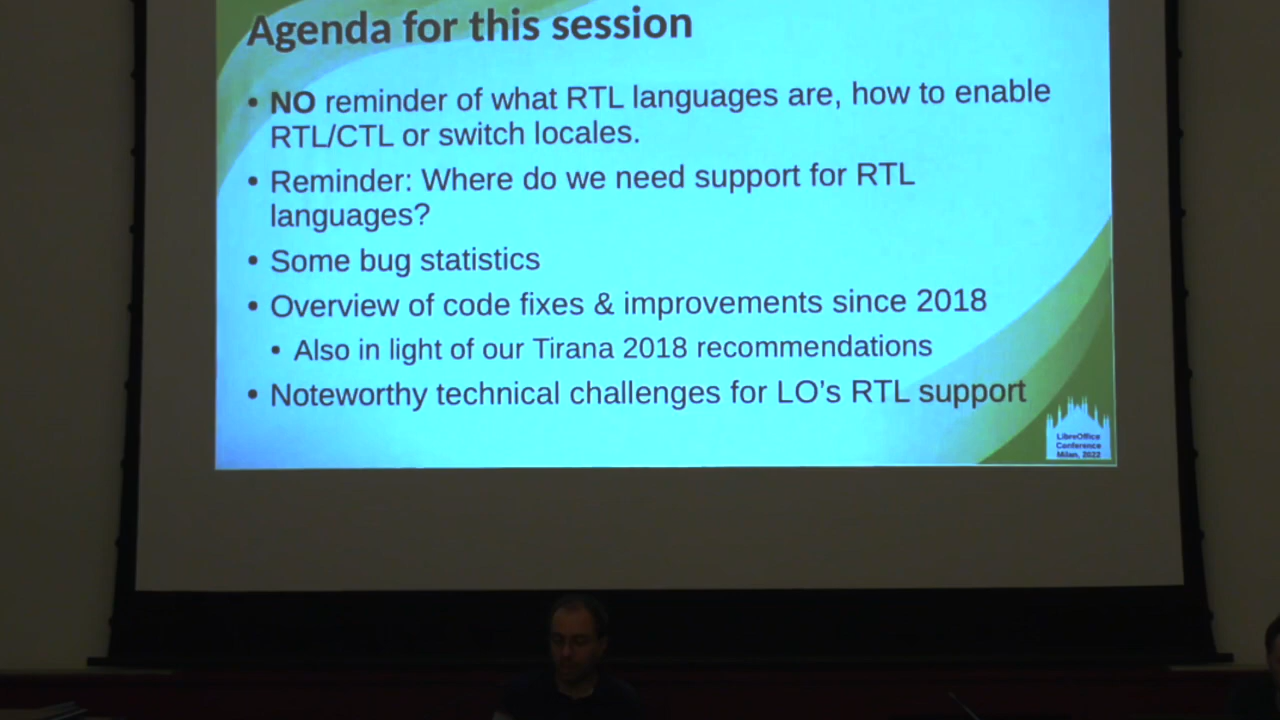 Agenda for this session
• NO reminder of what RTL languages are, how to enable
RTL/CTL or switch locales.
• Reminder: Where do we need support for RTL
languages?
• Some bug statistics
• Overview of code fixes & improvements since 2018
• Also in light of our Tirana 2018 recommendations
• Noteworthy technical challenges for LO’s RTL support
LibreOffice
Conference
Milan, 2022